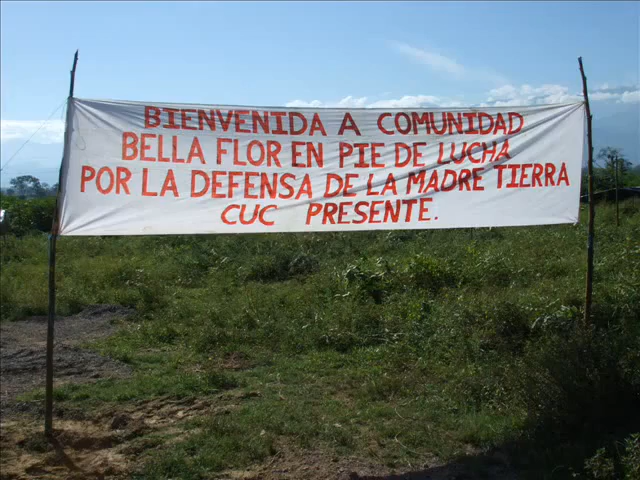 BIENVENIDA A COMUNIDAD
BELLA FLOR EN PIE DE LUCHA
POR LA DEFENSA DE LA MADRE TIERRA
CUC PRESENTE.